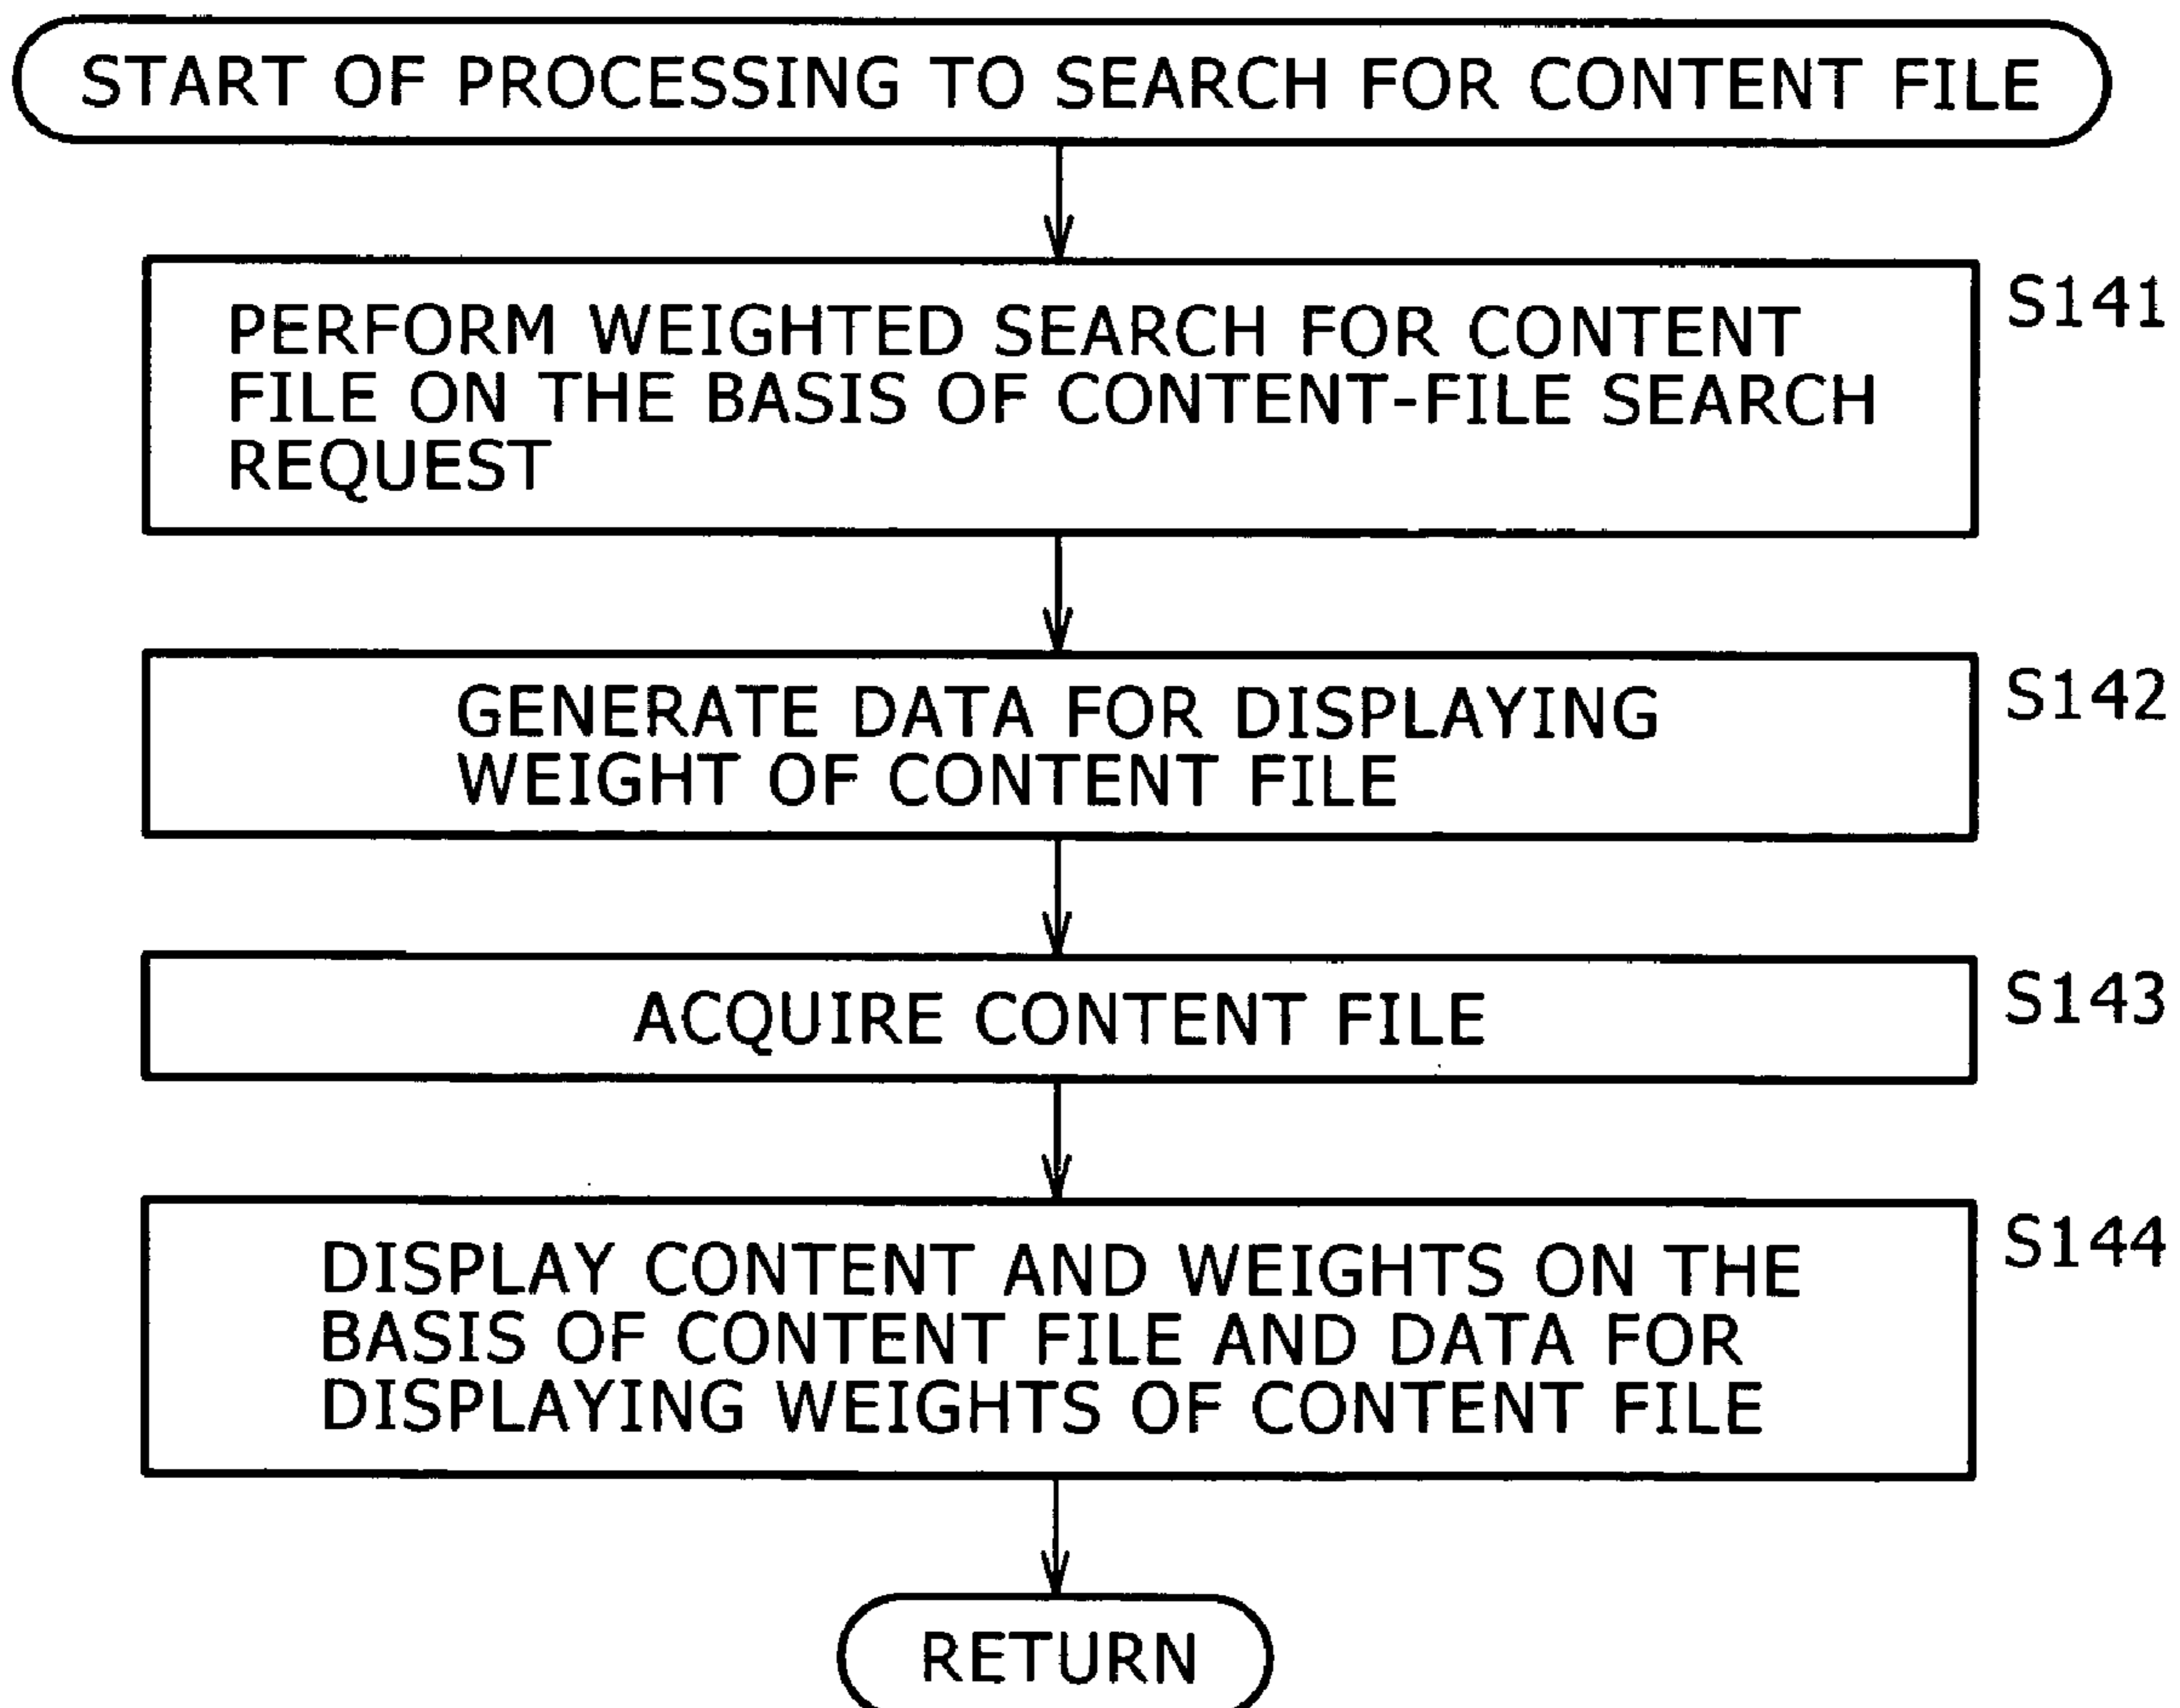 START OF PROCESSING TO SEARCH FOR CONTENT FILE
PERFORM WEIGHTED SEARCH FOR CONTENT
FILE ON THE BASIS OF CONTENT-FILE SEARCH
REQUEST
S141
GENERATE DATA FOR DISPLAYING
WEIGHT OF CONTENT FILE
S142
ACQUIRE CONTENT FILE
S143
DISPLAY CONTENT AND WEIGHTS ON THE
BASIS OF CONTENT FILE AND DATA FOR
DISPLAYING WEIGHTS OF CONTENT FILE
S144
RETURN